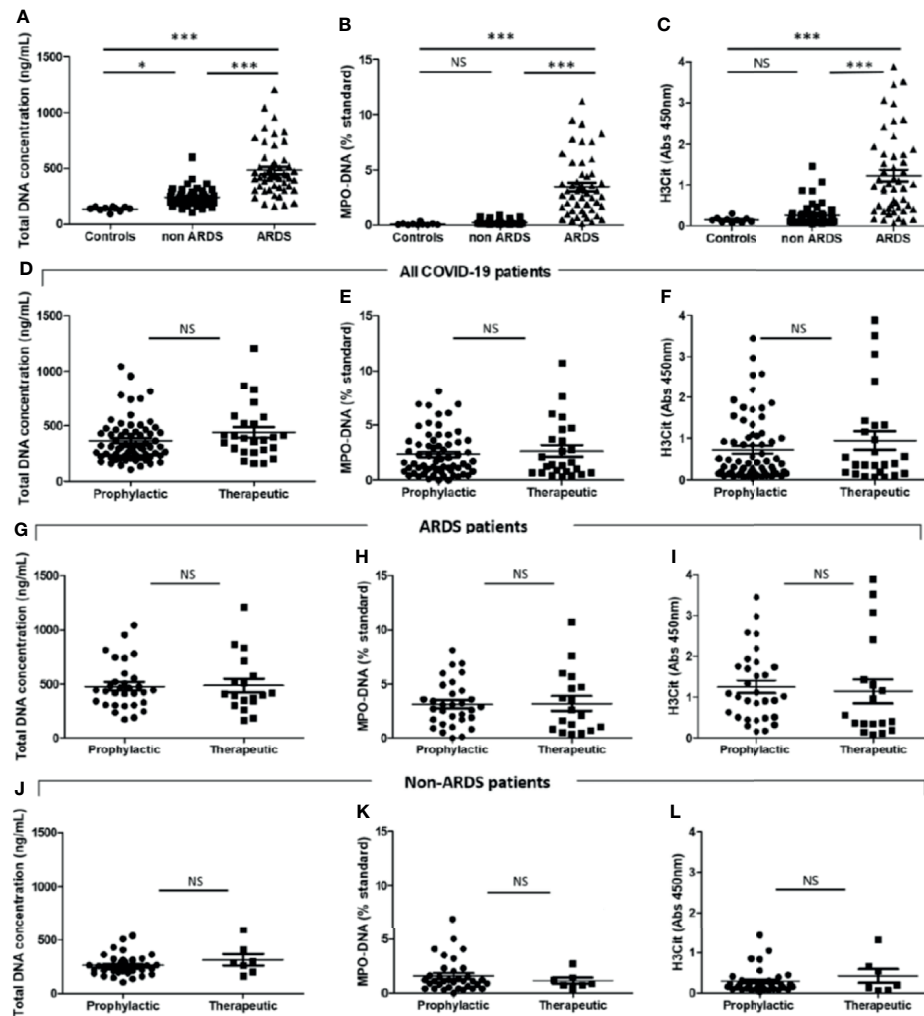 A
B
C
Total DNA concentration (ng/mL)
1500
1000
500
0
***
*
***
Controls
non ARDS
ARDS
MPO-DNA (% standard)
15
10
5
0
***
NS
***
Controls
non ARDS
ARDS
H3Cit (Abs 450nm)
4
3
2
1
0
***
NS
***
Controls
non ARDS
ARDS
All COVID-19 patients
D
E
F
Total DNA concentration (ng/mL)
1500
1000
500
0
NS
Prophylactic
Therapeutic
MPO-DNA (% standard)
15
10
5
0
NS
Prophylactic
Therapeutic
H3Cit (Abs 450nm)
4
3
2
1
0
NS
Prophylactic
Therapeutic
ARDS patients
G
H
I
Total DNA concentration (ng/mL)
1500
1000
500
0
NS
Prophylactic
Therapeutic
MPO-DNA (% standard)
15
10
5
0
NS
Prophylactic
Therapeutic
H3Cit (Abs 450nm)
4
3
2
1
0
NS
Prophylactic
Therapeutic
Non-ARDS patients
J
K
L
Total DNA concentration (ng/mL)
1500
1000
500
0
NS
Prophylactic
Therapeutic
MPO-DNA (% standard)
15
10
5
0
NS
Prophylactic
Therapeutic
H3Cit (Abs 450nm)
4
3
2
1
0
NS
Prophylactic
Therapeutic